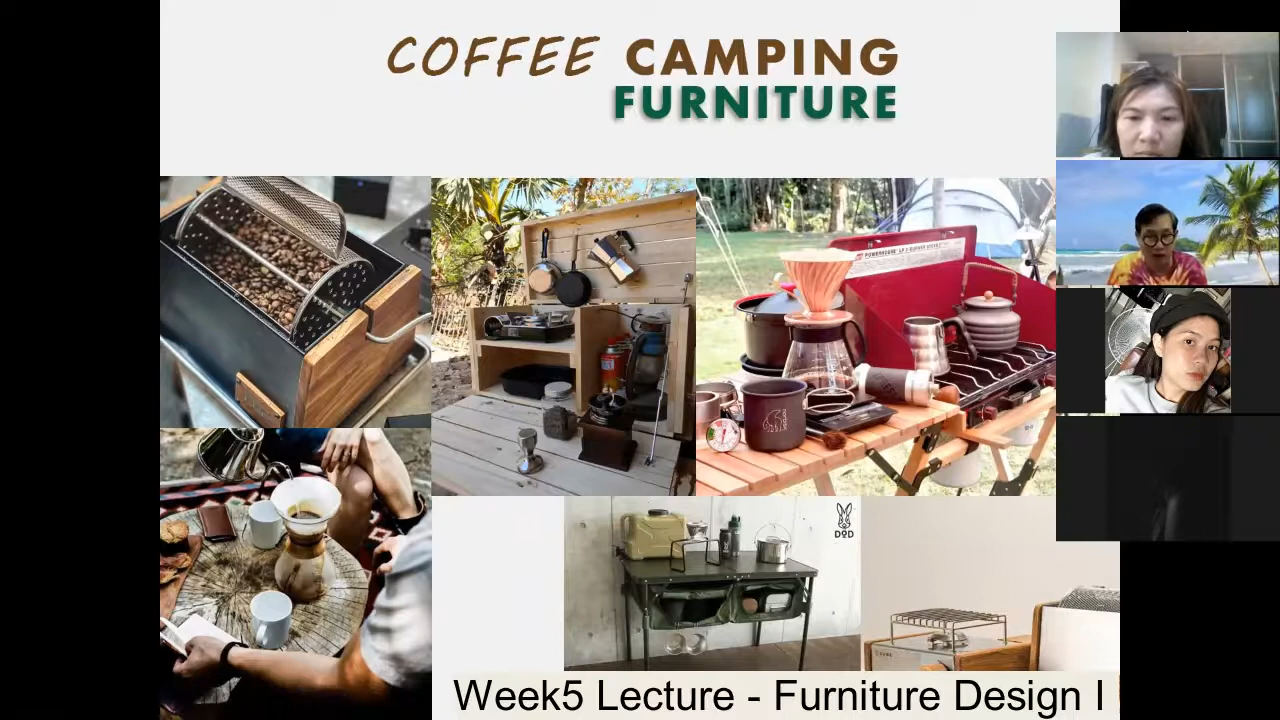 COFFEE CAMPING
FURNITURE
DOD
Week5 Lecture - Furniture Design I